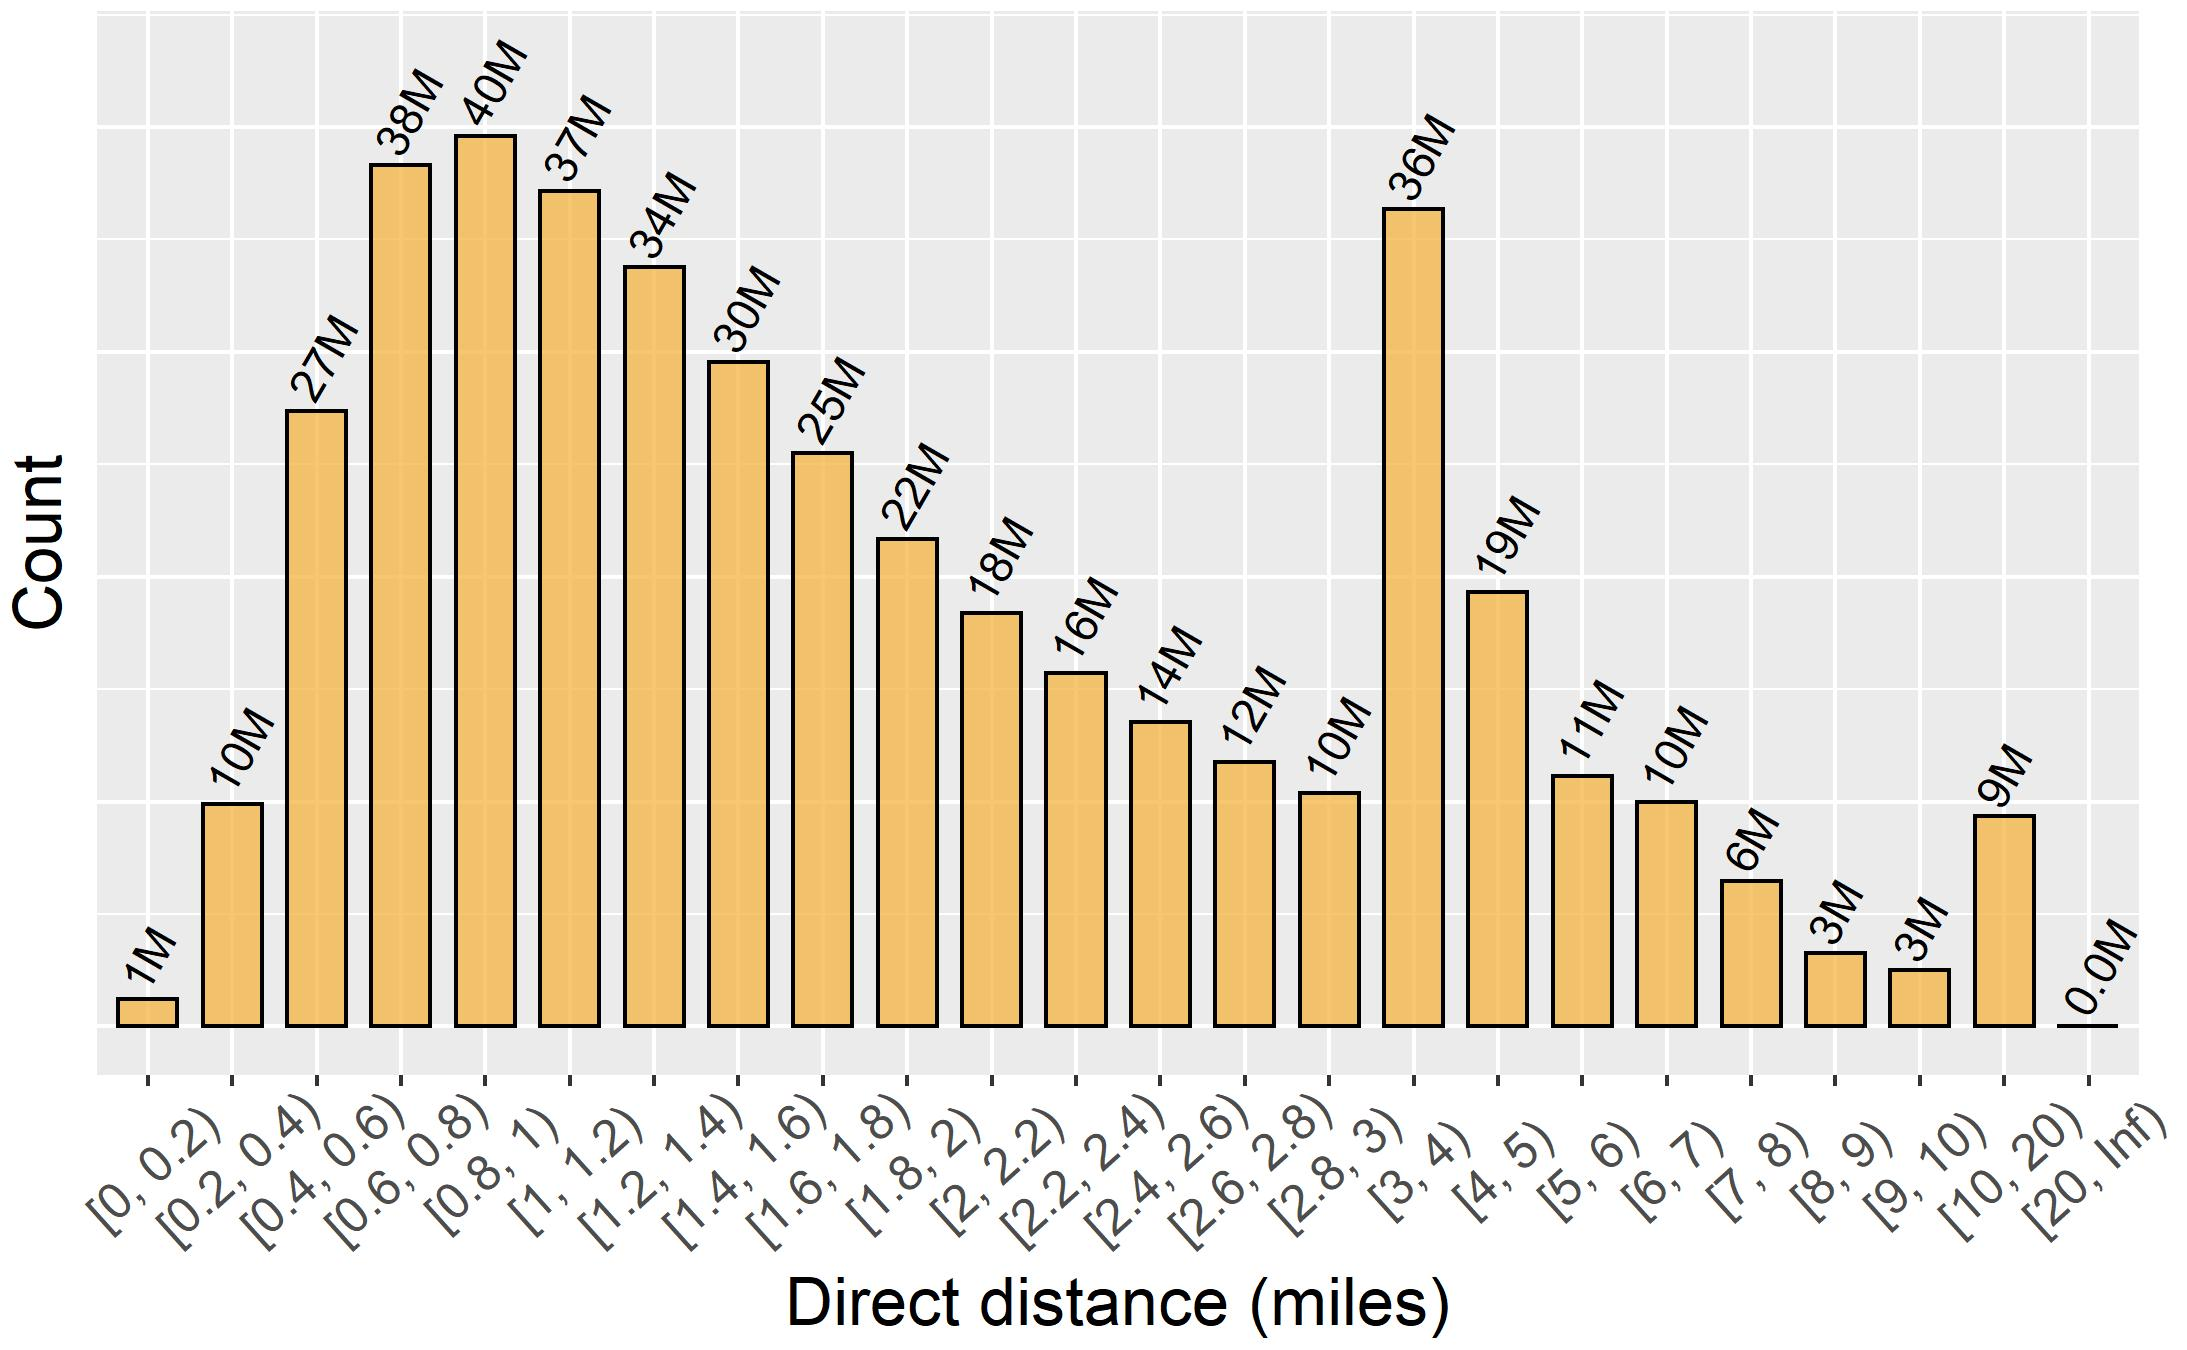 Count
1M
10M
27M
38M
40M
37M
34M
30M
25M
22M
18M
16M
14M
12M
10M
36M
19M
11M
10M
6M
3M
3M
9M
0.0M
[0, 0.2)
[0.2, 0.4)
[0.4, 0.6)
[0.6, 0.8)
[0.8, 1)
[1, 1.2)
[1.2, 1.4)
[1.4, 1.6)
[1.6, 1.8)
[1.8, 2)
[2, 2.2)
[2.2, 2.4)
[2.4, 2.6)
[2.6, 2.8)
[2.8, 3)
[3, 4)
[4, 5)
[5, 6)
[6, 7)
[7, 8)
[8, 9)
[9, 10)
[10, 20)
[20, Inf)
Direct distance (miles)